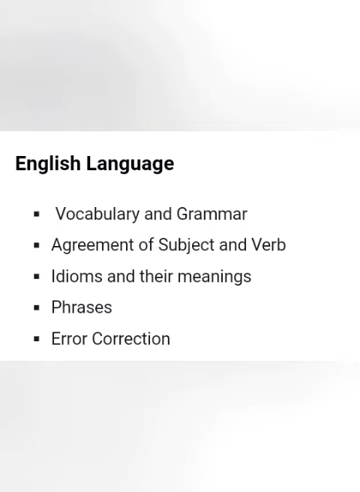 English Language
▪ Vocabulary and Grammar
▪ Agreement of Subject and Verb
▪ Idioms and their meanings
▪ Phrases
▪ Error Correction